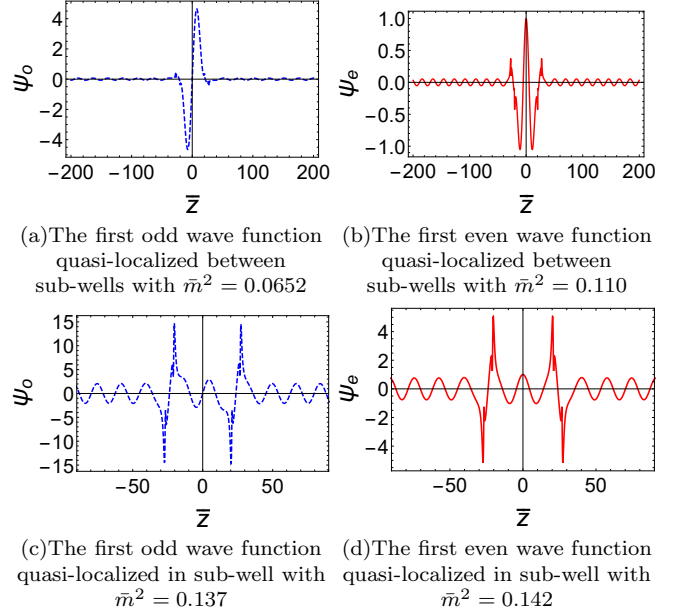 4
2
0
−2
−4
ψₒ
−200 −100 0 100 200
z̄
(a)The first odd wave function
quasi-localized between
sub-wells with m̄² = 0.0652
1.0
0.5
0.0
−0.5
−1.0
ψₑ
−200 −100 0 100 200
z̄
(b)The first even wave function
quasi-localized between
sub-wells with m̄² = 0.110
15
10
5
0
−5
−10
−15
ψₒ
−50 0 50
z̄
(c)The first odd wave function
quasi-localized in sub-well with
m̄² = 0.137
4
2
0
−2
−4
ψₑ
−50 0 50
z̄
(d)The first even wave function
quasi-localized in sub-well with
m̄² = 0.142